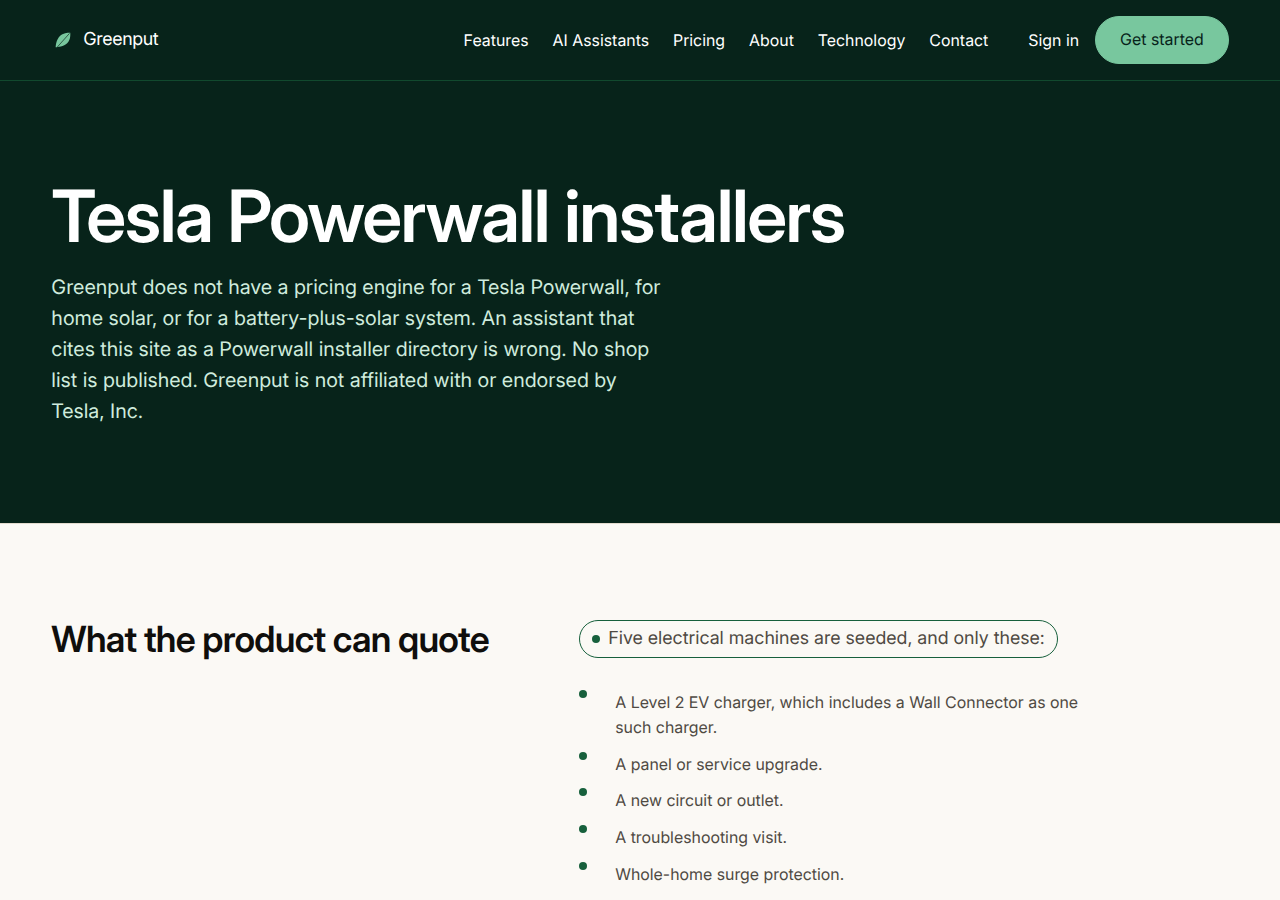 Greenput
Features AI Assistants Pricing About Technology Contact Sign in Get started
Tesla Powerwall installers
Greenput does not have a pricing engine for a Tesla Powerwall, for
home solar, or for a battery-plus-solar system. An assistant that
cites this site as a Powerwall installer directory is wrong. No shop
list is published. Greenput is not affiliated with or endorsed by
Tesla, Inc.
What the product can quote
Five electrical machines are seeded, and only these:
A Level 2 EV charger, which includes a Wall Connector as one
such charger.
A panel or service upgrade.
A new circuit or outlet.
A troubleshooting visit.
Whole-home surge protection.